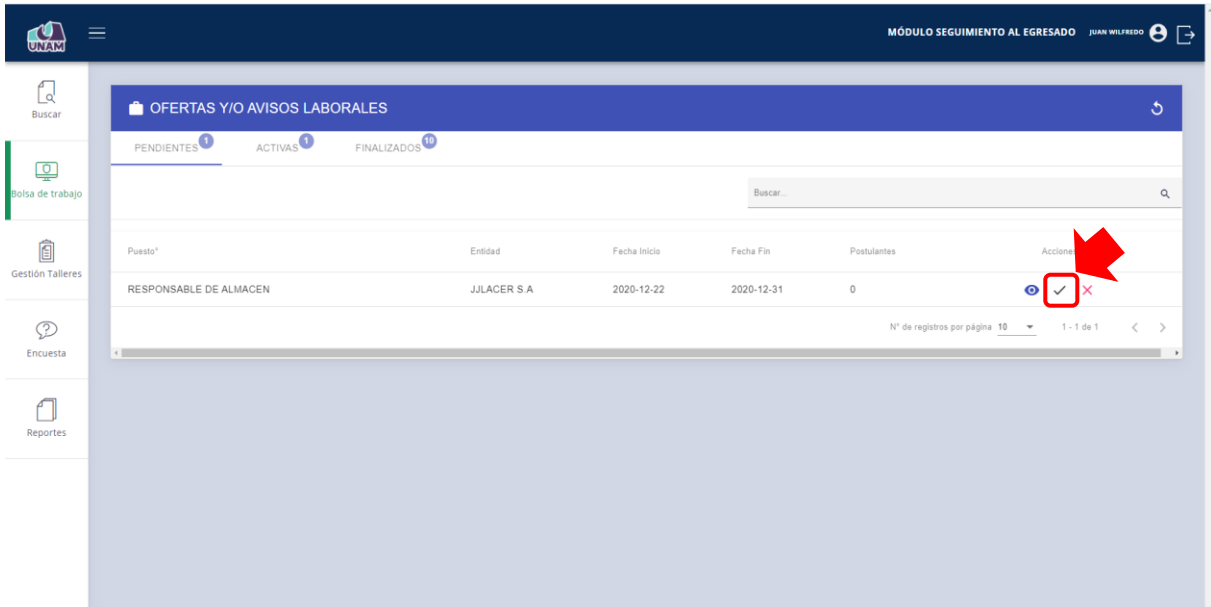 UNAM
MÓDULO SEGUIMIENTO AL EGRESADO JUAN WILFREDO
Buscar
Bolsa de trabajo
Gestión Talleres
Encuesta
Reportes
OFERTAS Y/O AVISOS LABORALES
PENDIENTES 1 ACTIVAS 1 FINALIZADOS 10
Buscar...
Puesto* Entidad Fecha Inicio Fecha Fin Postulantes
RESPONSABLE DE ALMACEN JJLACER S.A 2020-12-22 2020-12-31 0
N° de registros por página 10 1 - 1 de 1